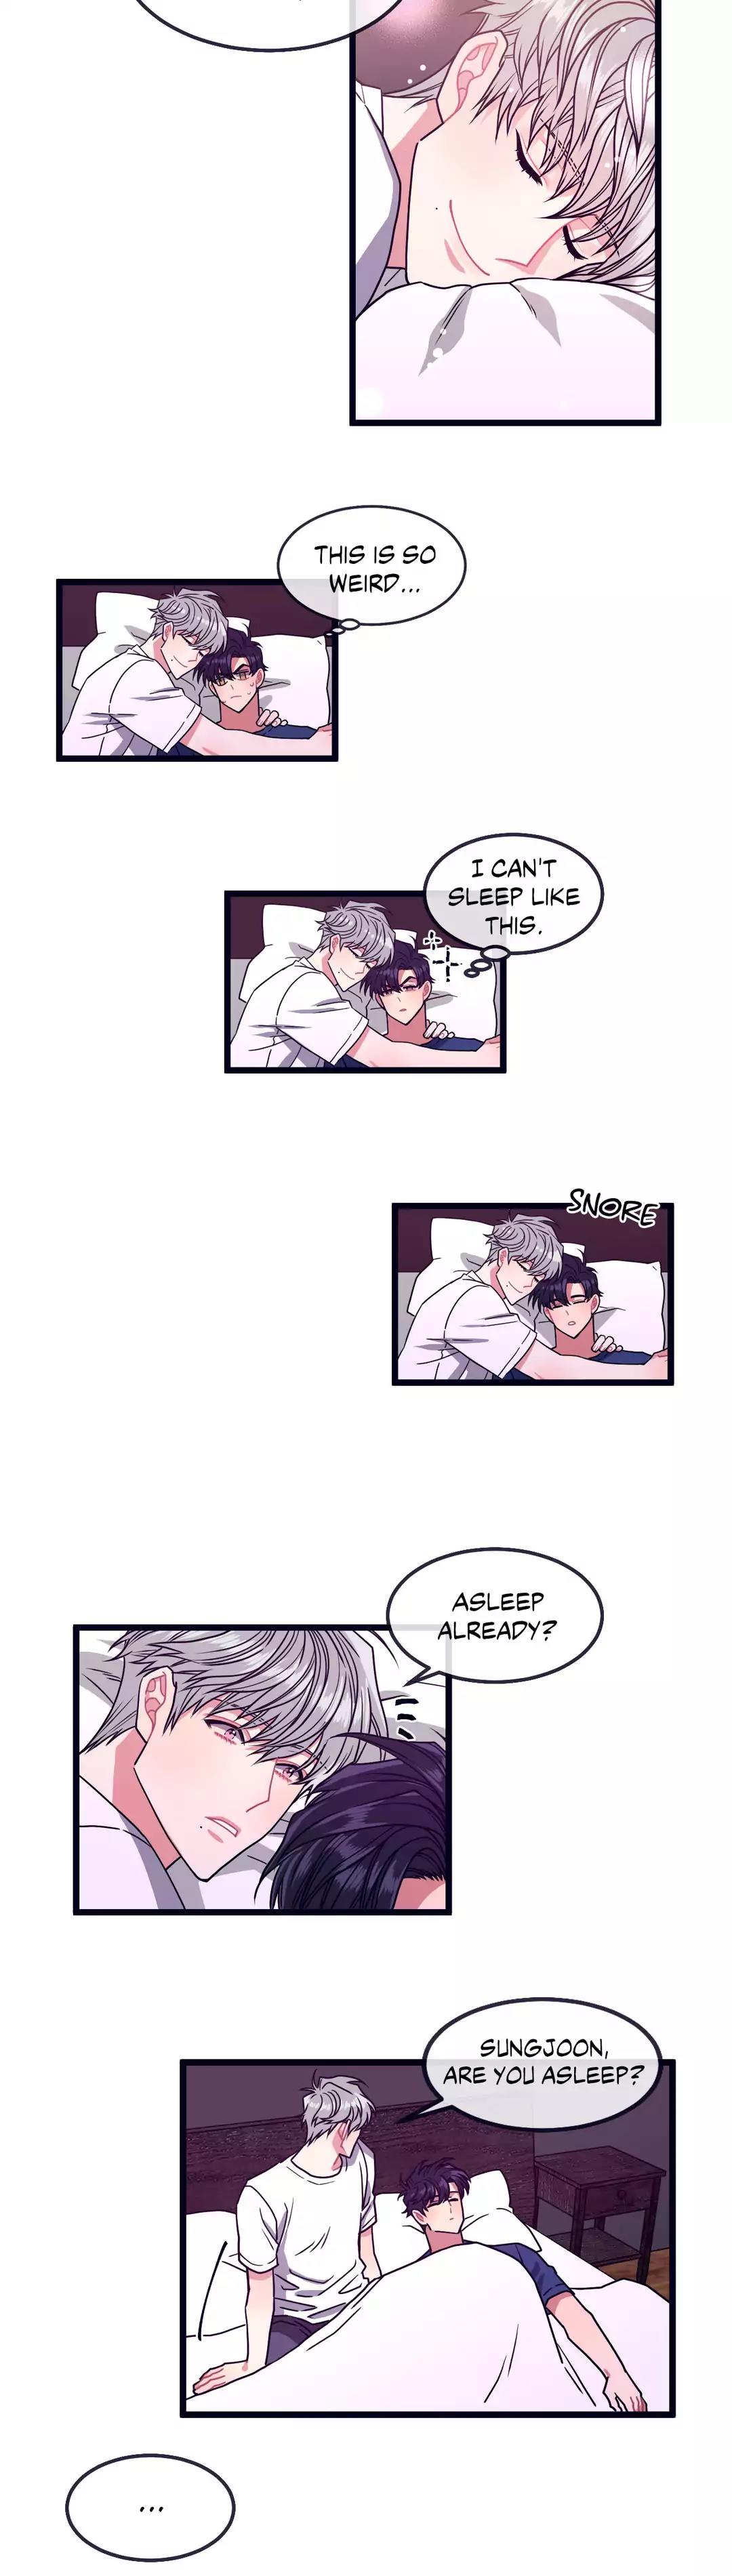 THIS IS SO
WEIRD...
I CAN'T
SLEEP LIKE
THIS.
SNORE
ASLEEP
ALREADY?
SUNGJOON,
ARE YOU ASLEEP?
...